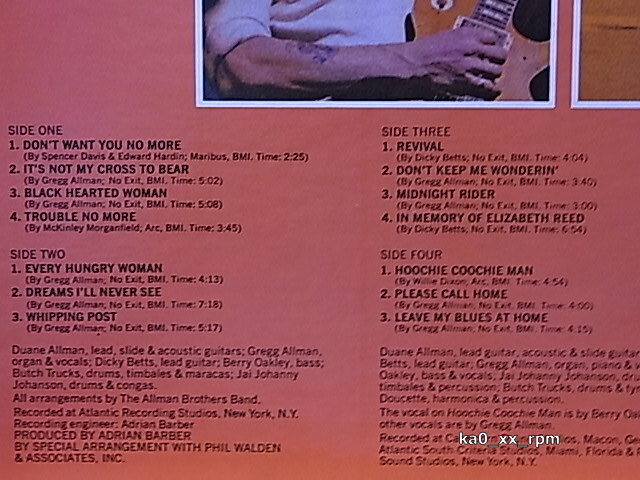 SIDE ONE
1. DON'T WANT YOU NO MORE
(By Spencer Davis & Edward Hardin; Maribus, BMI. Time: 2:25)
2. IT'S NOT MY CROSS TO BEAR
(By Gregg Allman; No Exit, BMI. Time: 5:02)
3. BLACK HEARTED WOMAN
(By Gregg Allman; No Exit, BMI. Time: 5:08)
4. TROUBLE NO MORE
(By McKinley Morganfield; Arc, BMI. Time: 3:45)
SIDE TWO
1. EVERY HUNGRY WOMAN
(By Gregg Allman; No Exit, BMI. Time: 4:13)
2. DREAMS I'LL NEVER SEE
(By Gregg Allman; No Exit, BMI. Time: 7:18)
3. WHIPPING POST
(By Gregg Allman; No Exit, BMI. Time: 5:17)
Duane Allman, lead, slide & acoustic guitars; Gregg Allman,
organ & vocals; Dicky Betts, lead guitar; Berry Oakley, bass;
Butch Trucks, drums, timbales & maracas; Jai Johanny
Johanson, drums & congas.
All arrangements by The Allman Brothers Band.
Recorded at Atlantic Recording Studios, New York, N.Y.
Recording engineer: Adrian Barber
PRODUCED BY ADRIAN BARBER
BY SPECIAL ARRANGEMENT WITH PHIL WALDEN
& ASSOCIATES, INC.
SIDE THREE
1. REVIVAL
(By Dicky Betts; No Exit, BMI. Time: 4:04)
2. DON'T KEEP ME WONDERIN'
(By Gregg Allman; No Exit, BMI. Time: 3:40)
3. MIDNIGHT RIDER
(By Gregg Allman; No Exit, BMI. Time: 3:00)
4. IN MEMORY OF ELIZABETH REED
(By Dicky Betts; No Exit, BMI. Time: 6:54)
SIDE FOUR
1. HOOCHIE COOCHIE MAN
(By Willie Dixon; Arc, BMI. Time: 4:54)
2. PLEASE CALL HOME
(By Gregg Allman; No Exit, BMI. Time: 4:00)
3. LEAVE MY BLUES AT HOME
(By Gregg Allman; No Exit, BMI. Time: 4:15)
Duane Allman, lead guitar, acoustic & slide
Betts, lead guitar; Gregg Allman, organ, piano &
Oakley, bass & vocals; Jai Johanny Johanson,
timbales & percussion; Butch Trucks, drums &
Doucette, harmonica & percussion.
The vocal on Hoochie Coochie Man is by Berry
other vocals are by Gregg Allman.
Recorded at Macon,
Atlantic South-Criteria Studios, Miami, Florida &
Sound Studios, New York, N.Y.
ka0_xx_rpm